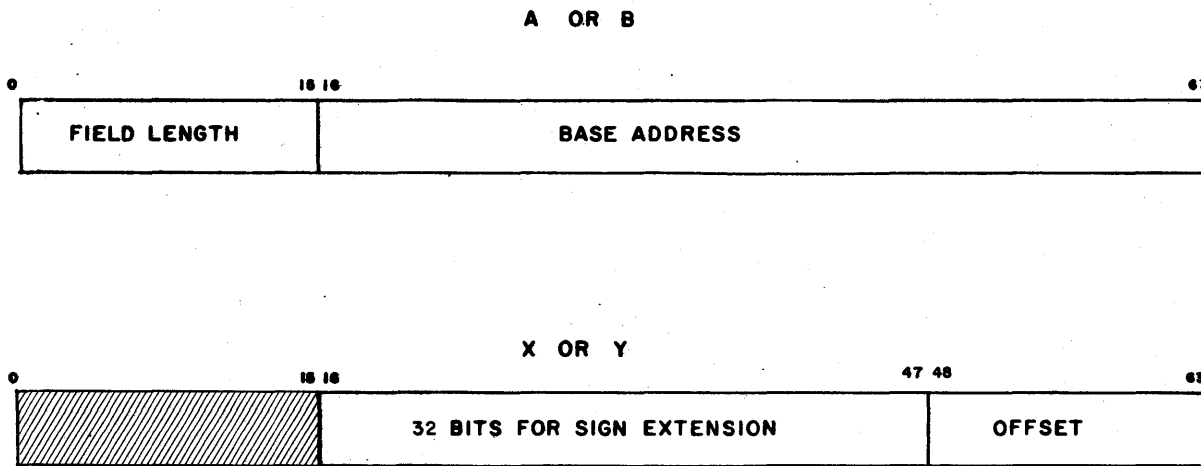 A OR B
0 15 16 63
FIELD LENGTH BASE ADDRESS
X OR Y
0 15 16 47 48 63
32 BITS FOR SIGN EXTENSION OFFSET